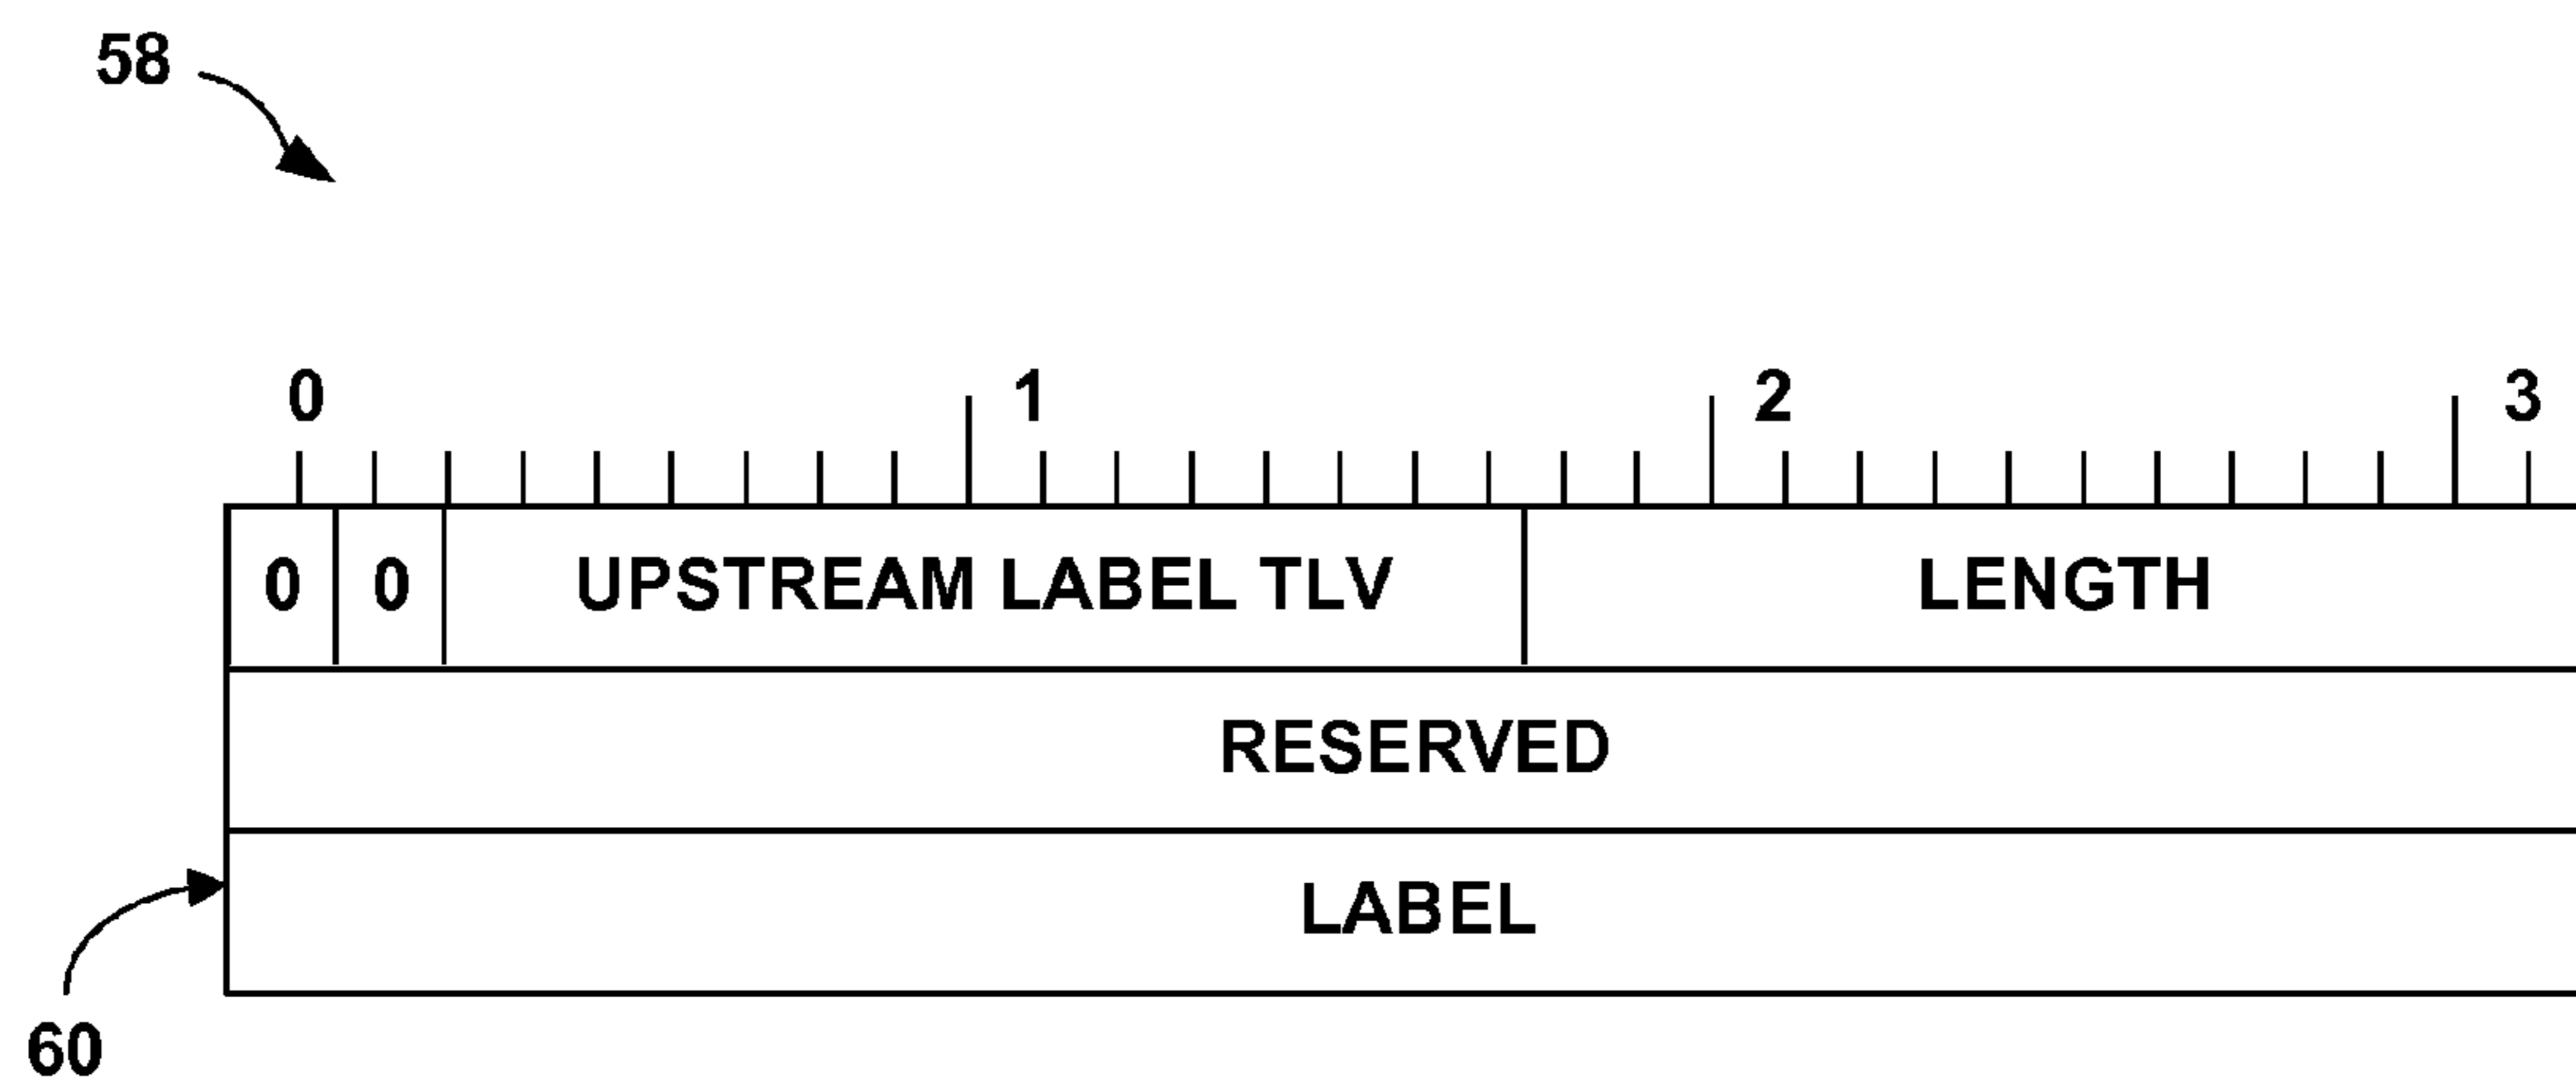 58
0 1 2 3
0 0 UPSTREAM LABEL TLV LENGTH
RESERVED
LABEL
60